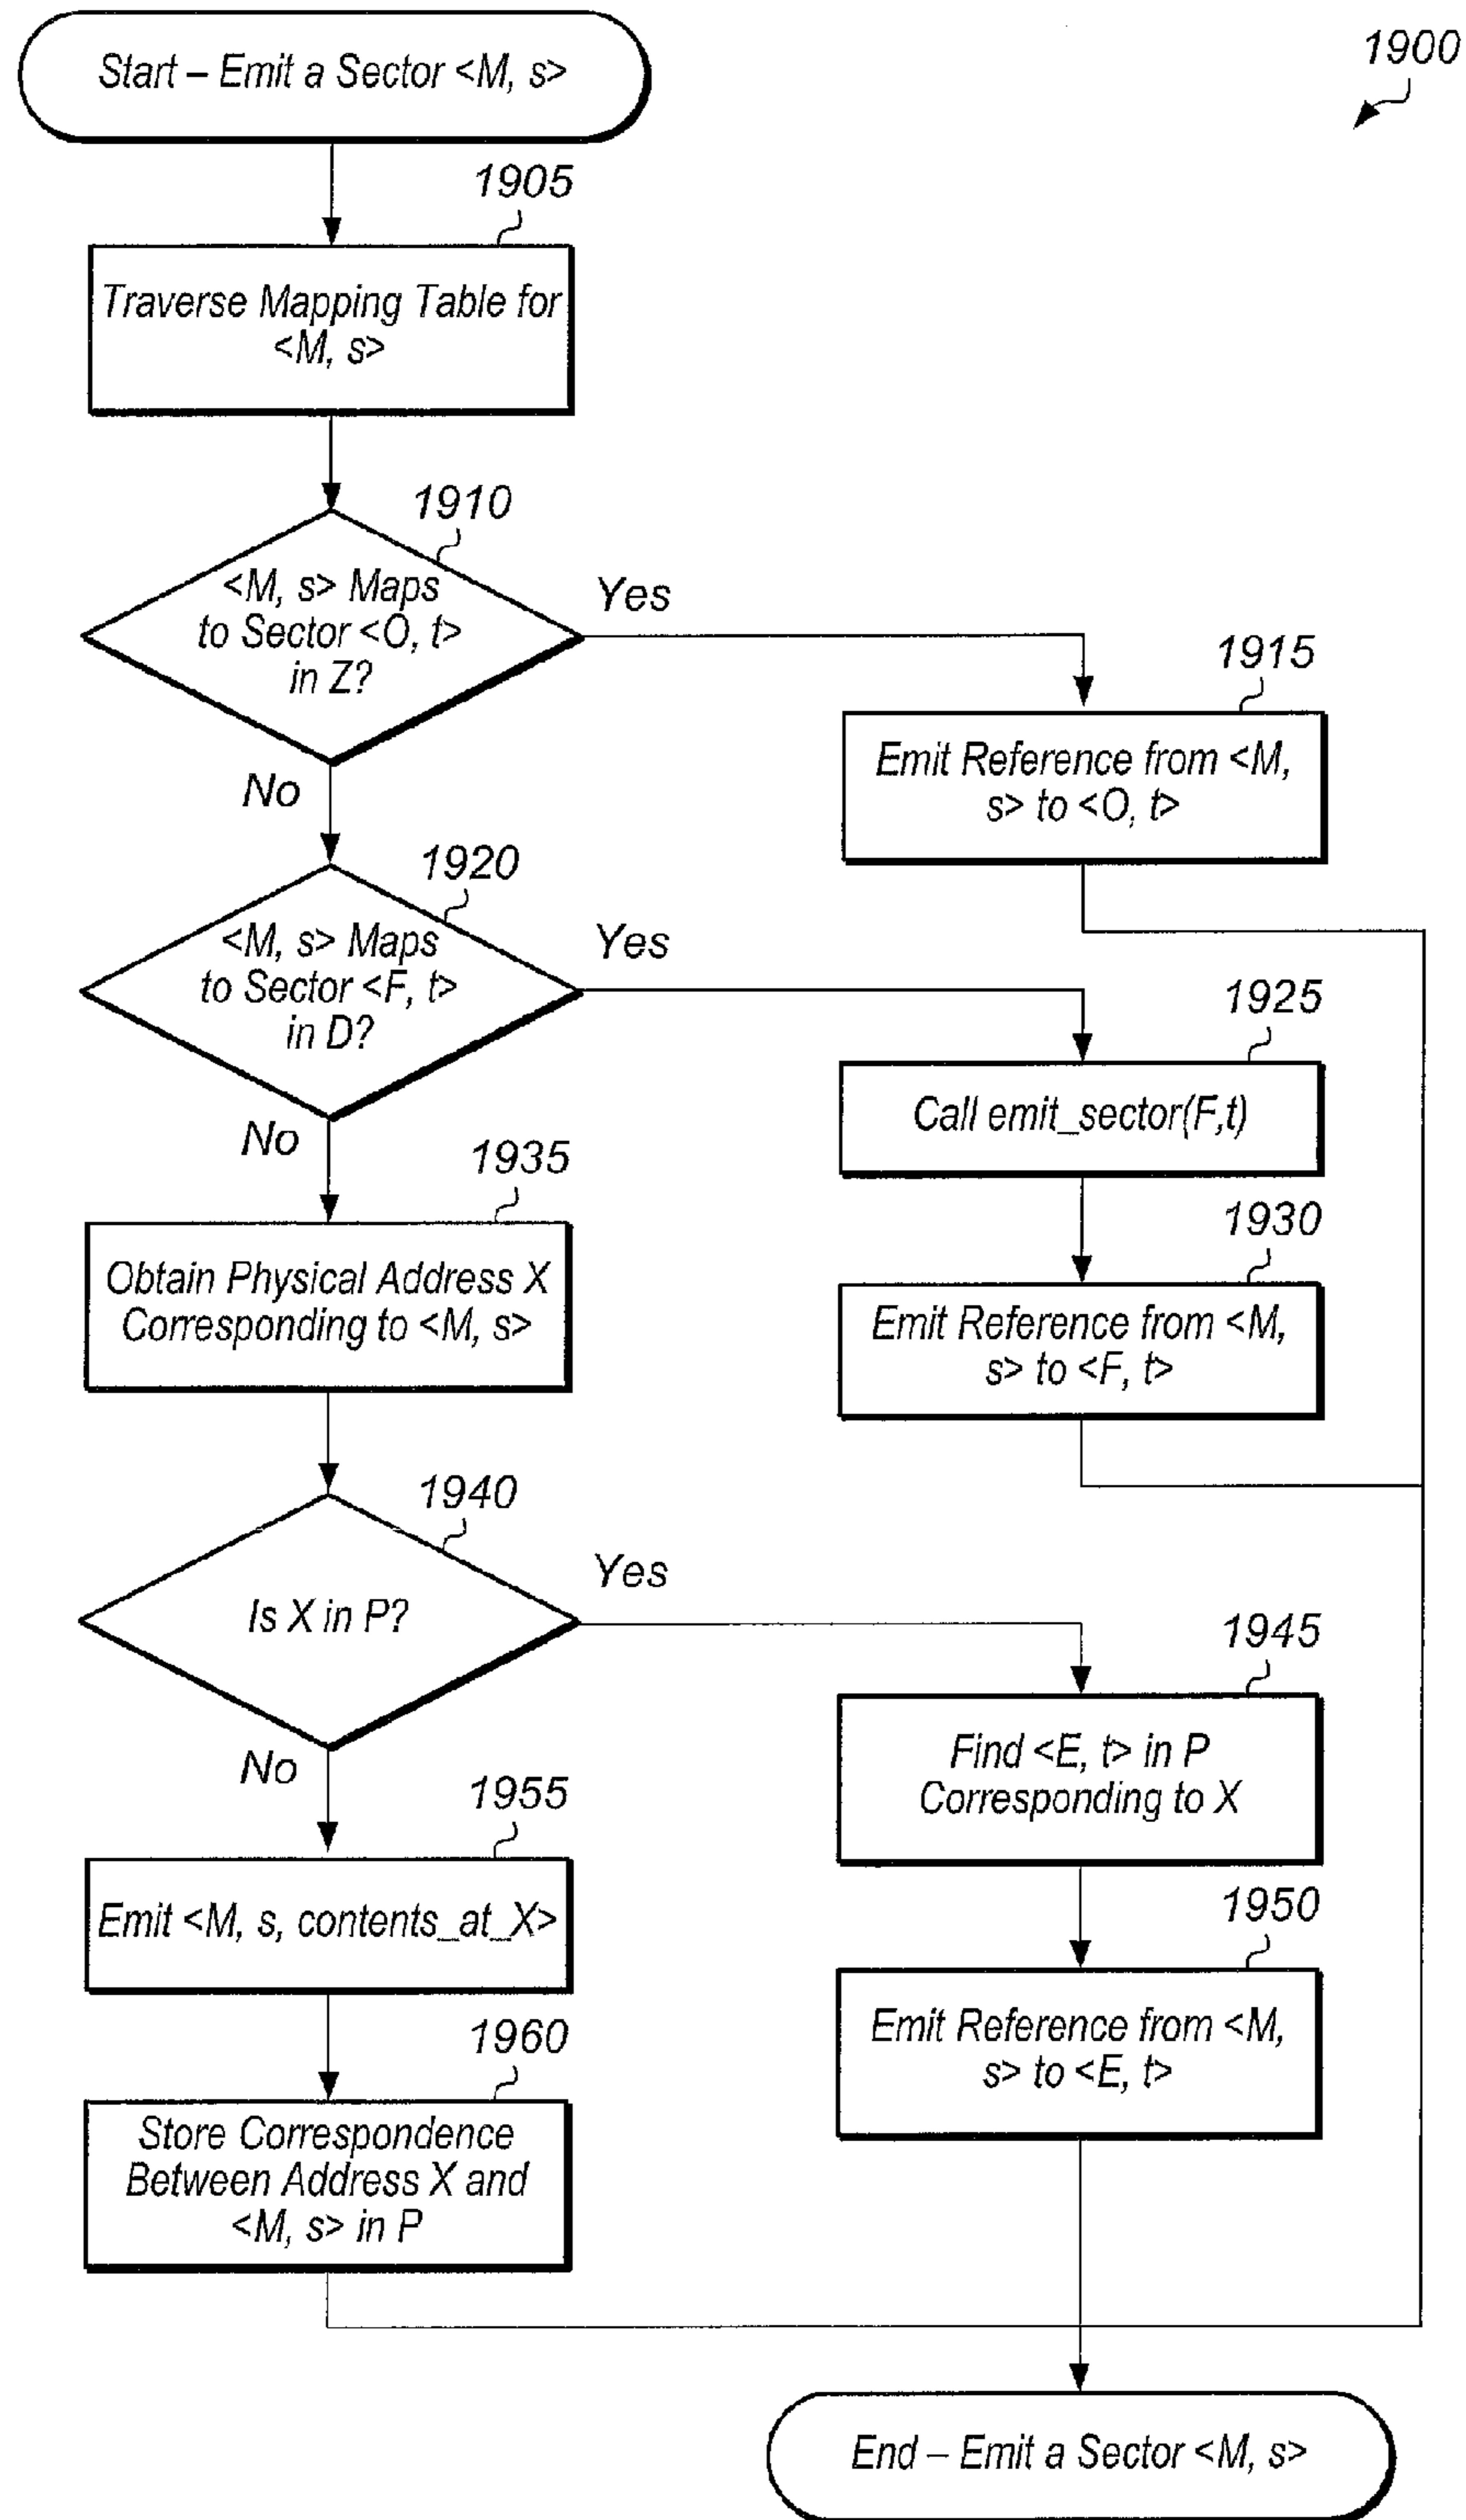 1900
Start – Emit a Sector <M, s>
1905
Traverse Mapping Table for
<M, s>
1910
<M, s> Maps
to Sector <O, t>
in Z?
Yes
No
1915
Emit Reference from <M,
s> to <O, t>
1920
<M, s> Maps
to Sector <F, t>
in D?
Yes
No
1925
Call emit_sector(F,t)
1930
Emit Reference from <M,
s> to <F, t>
1935
Obtain Physical Address X
Corresponding to <M, s>
1940
Is X in P?
Yes
No
1945
Find <E, t> in P
Corresponding to X
1950
Emit Reference from <M,
s> to <E, t>
1955
Emit <M, s, contents_at_X>
1960
Store Correspondence
Between Address X and
<M, s> in P
End – Emit a Sector <M, s>